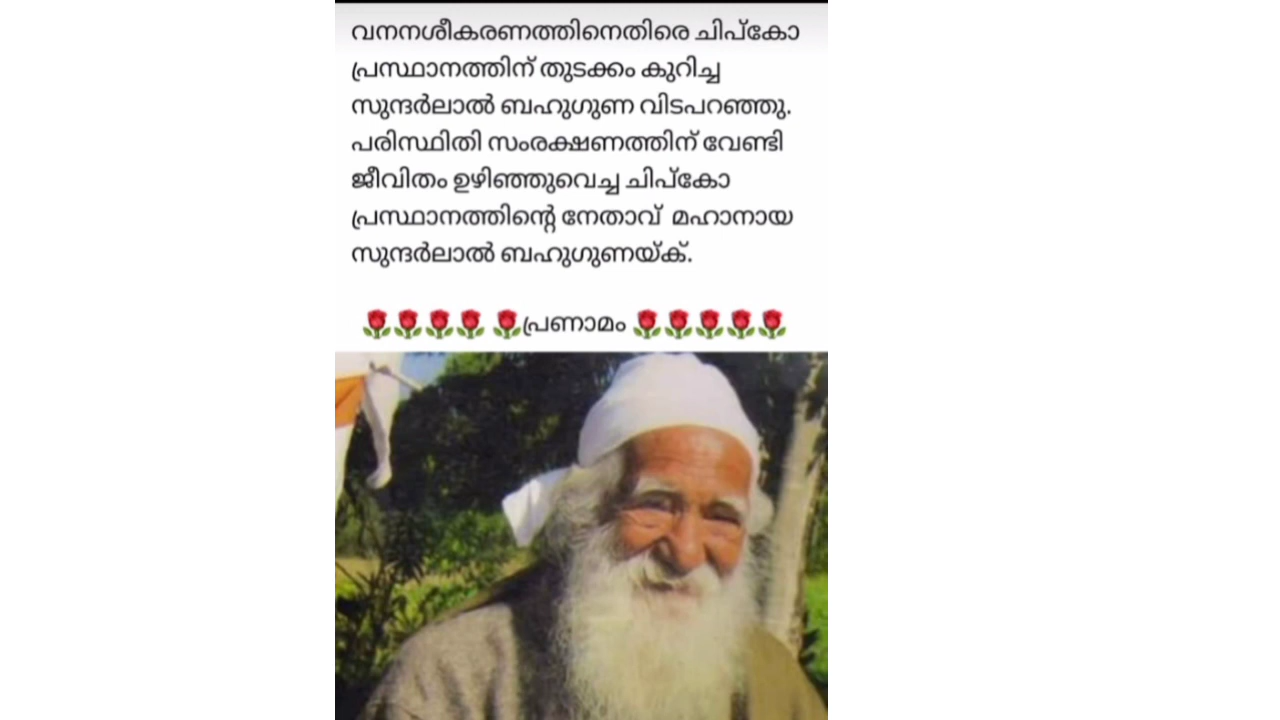 വനനശീകരണത്തിനെതിരെ ചിപ്കോ
പ്രസ്ഥാനത്തിന് തുടക്കം കുറിച്ച
സുന്ദർലാൽ ബഹുഗുണ വിടപറഞ്ഞു.
പരിസ്ഥിതി സംരക്ഷണത്തിന് വേണ്ടി
ജീവിതം ഉഴിഞ്ഞുവെച്ച ചിപ്കോ
പ്രസ്ഥാനത്തിന്റെ നേതാവ് മഹാനായ
സുന്ദർലാൽ ബഹുഗുണയ്ക്.
🌹🌹🌹🌹 🌹പ്രണാമം 🌹🌹🌹🌹🌹